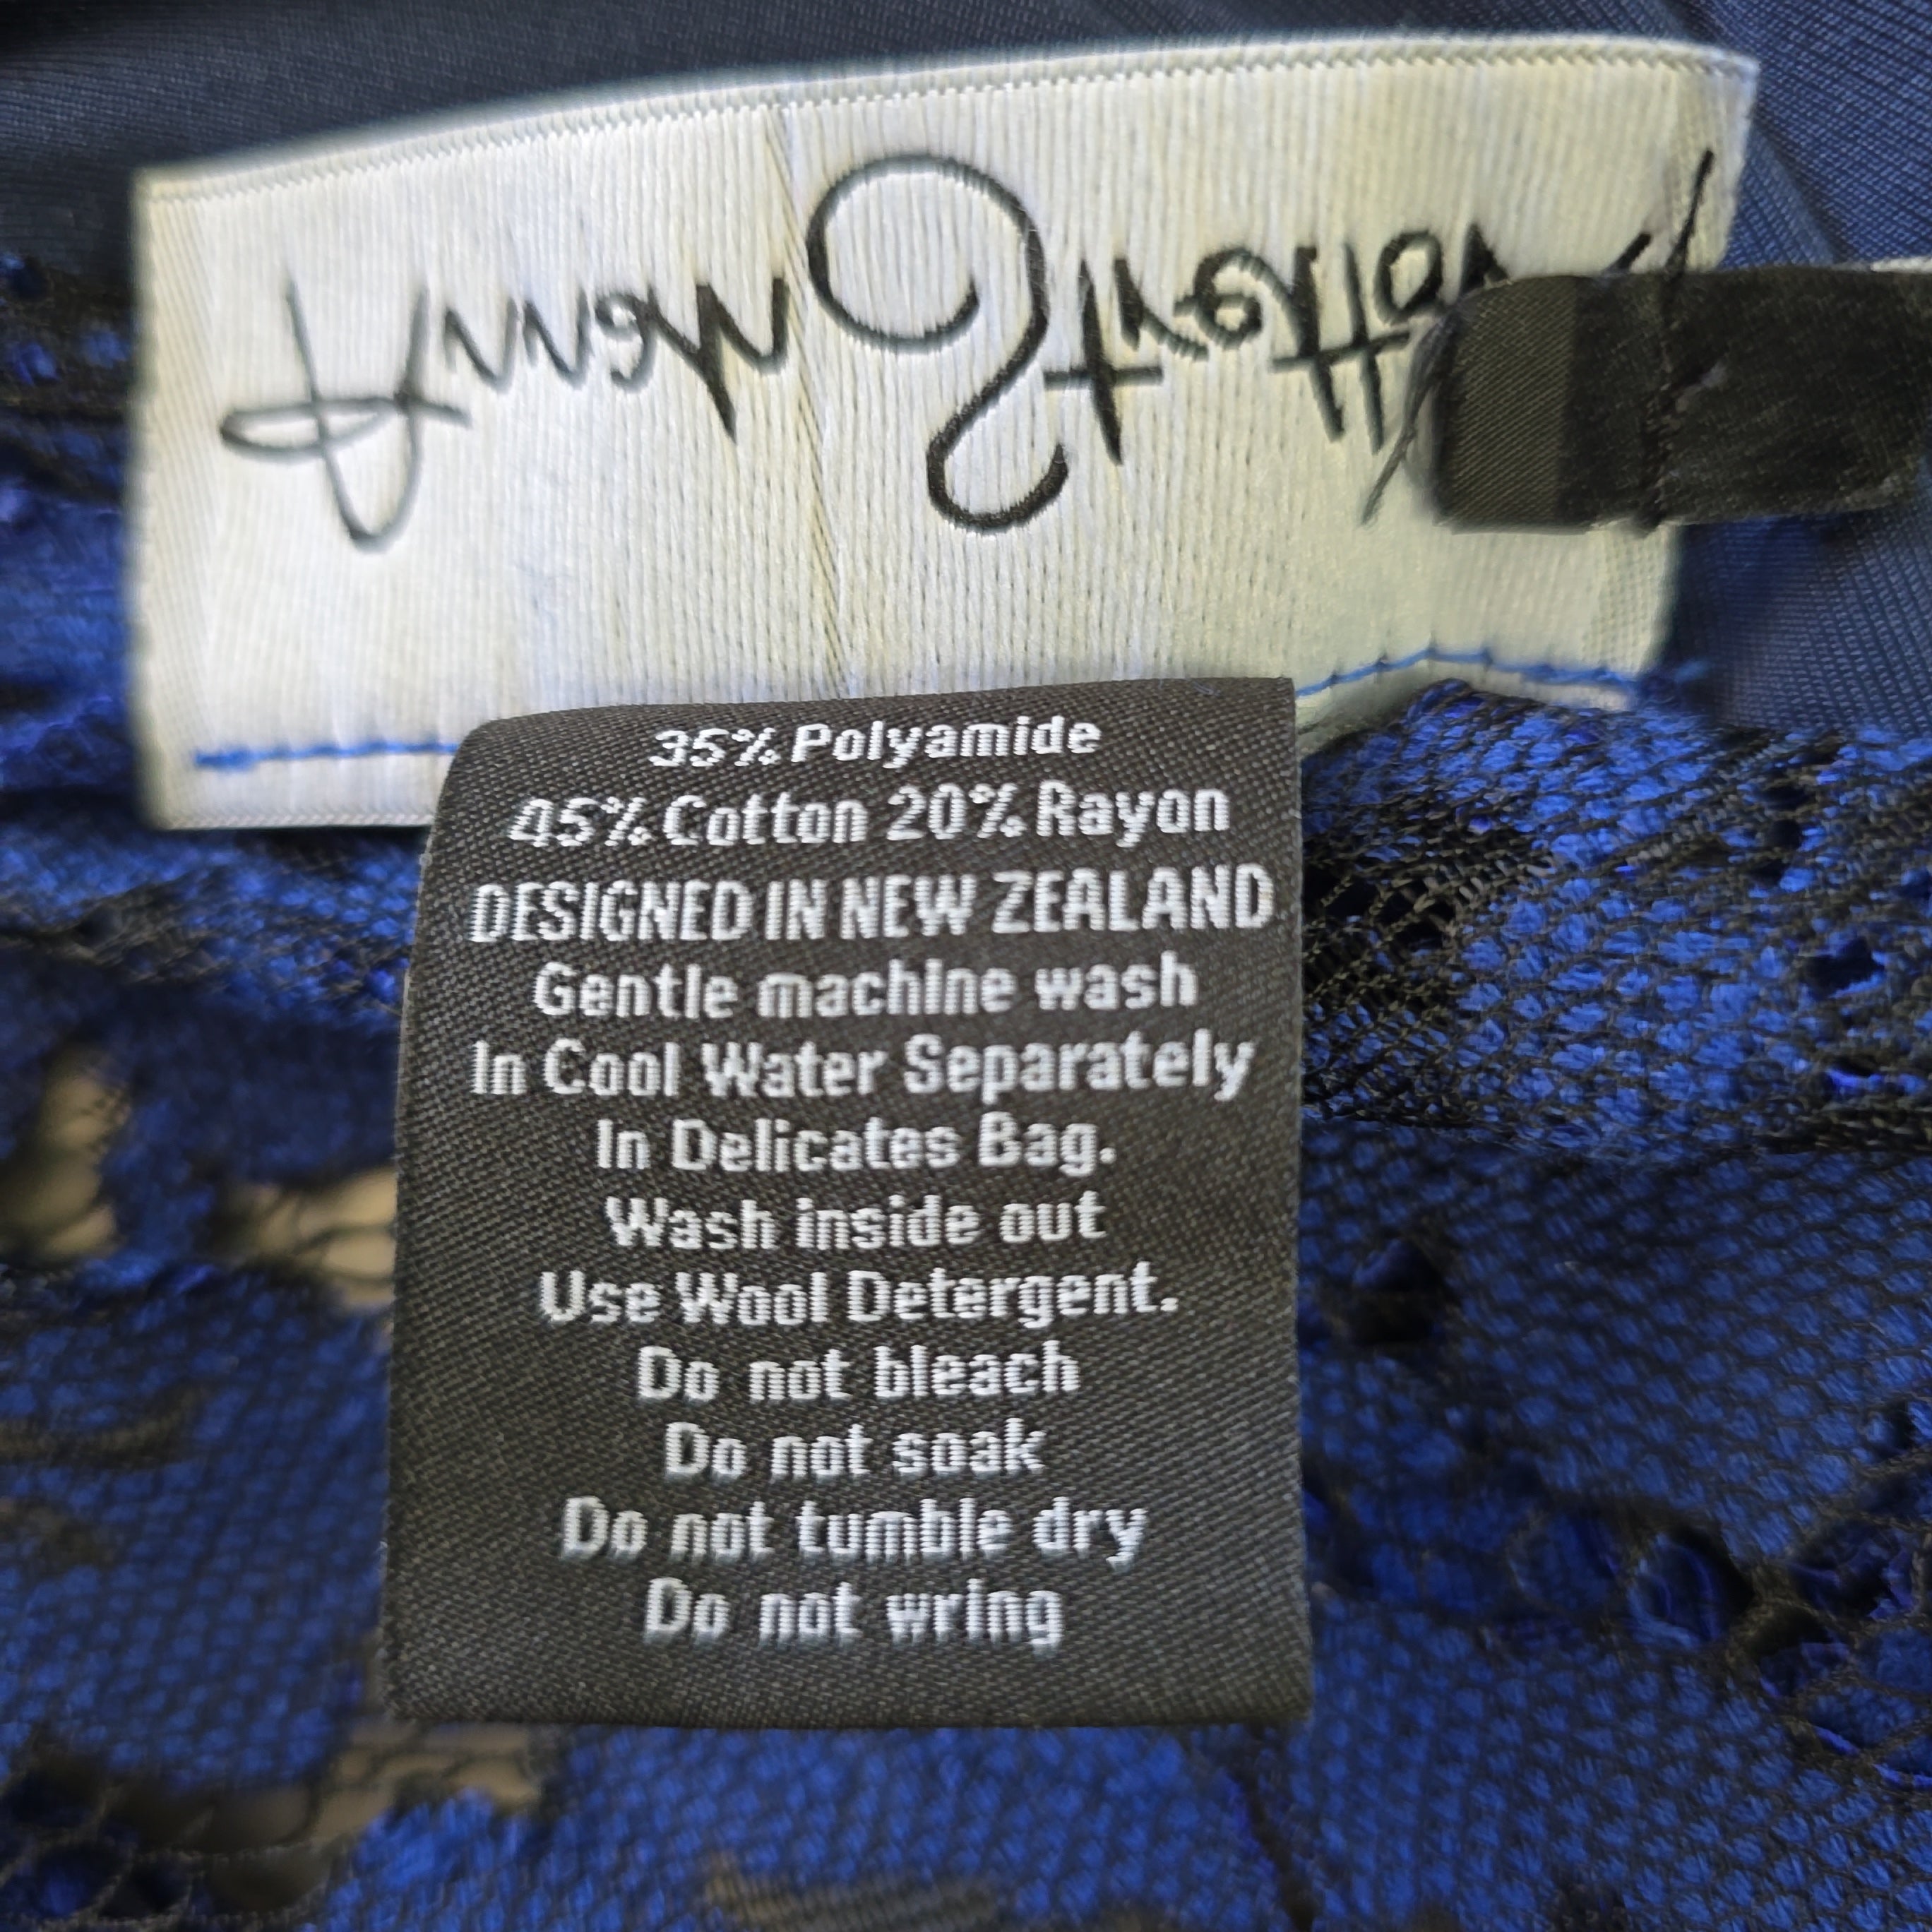 Annah Stretton
35% Polyamide
45% Cotton 20% Rayon
DESIGNED IN NEW ZEALAND
Gentle machine wash
In Cool Water Separately
In Delicates Bag.
Wash inside out
Use Wool Detergent.
Do not bleach
Do not soak
Do not tumble dry
Do not wring